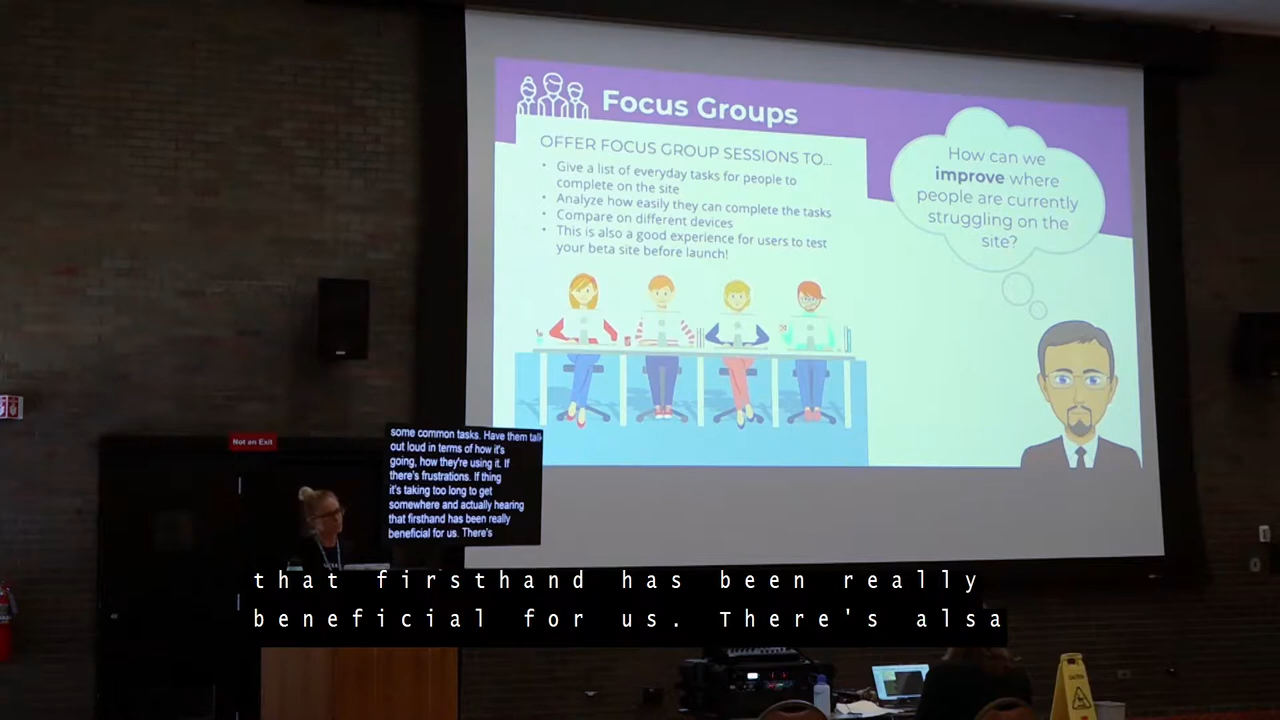 Focus Groups
OFFER FOCUS GROUP SESSIONS TO...
• Give a list of everyday tasks for people to
complete on the site
• Analyze how easily they can complete the tasks
• Compare on different devices
• This is also a good experience for users to test
your beta site before launch!
How can we
improve where
people are currently
struggling on the
site?
Not an Exit
some common tasks. Have them talk
out loud in terms of how it's
going, how they're using it. If
there's frustrations. If thing
it's taking too long to get
somewhere and actually hearing
that firsthand has been really
beneficial for us. There's
that firsthand has been really
beneficial for us. There's alsa
CAUTION